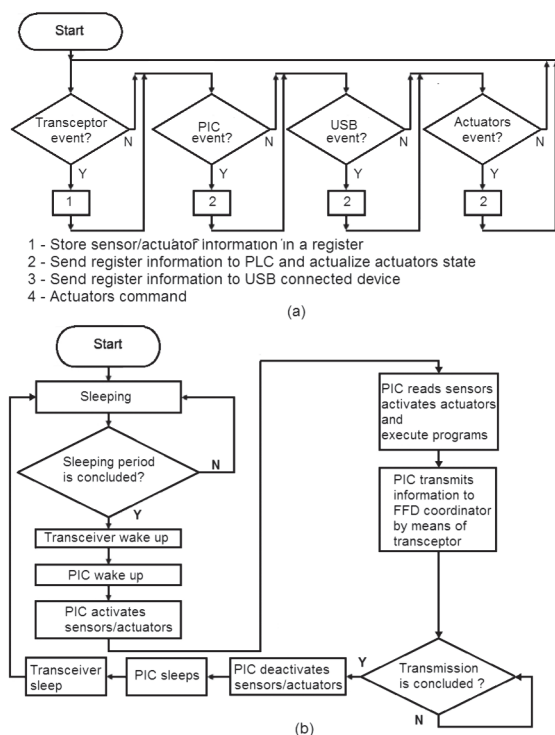 Start
Transceptor
event?
N
Y
1
PIC
event?
N
Y
2
USB
event?
N
Y
2
Actuators
event?
N
Y
2
1 - Store sensor/actuator information in a register
2 - Send register information to PLC and actualize actuators state
3 - Send register information to USB connected device
4 - Actuators command
(a)
Start
Sleeping
Sleeping period
is concluded?
N
Y
Transceiver wake up
PIC wake up
PIC activates
sensors/actuators
PIC reads sensors
activates actuators
and
execute programs
PIC transmits
information to
FFD coordinator
by means of
transceptor
Transmission
is concluded ?
Y
N
PIC deactivates
sensors/actuators
PIC sleeps
Transceiver
sleep
(b)